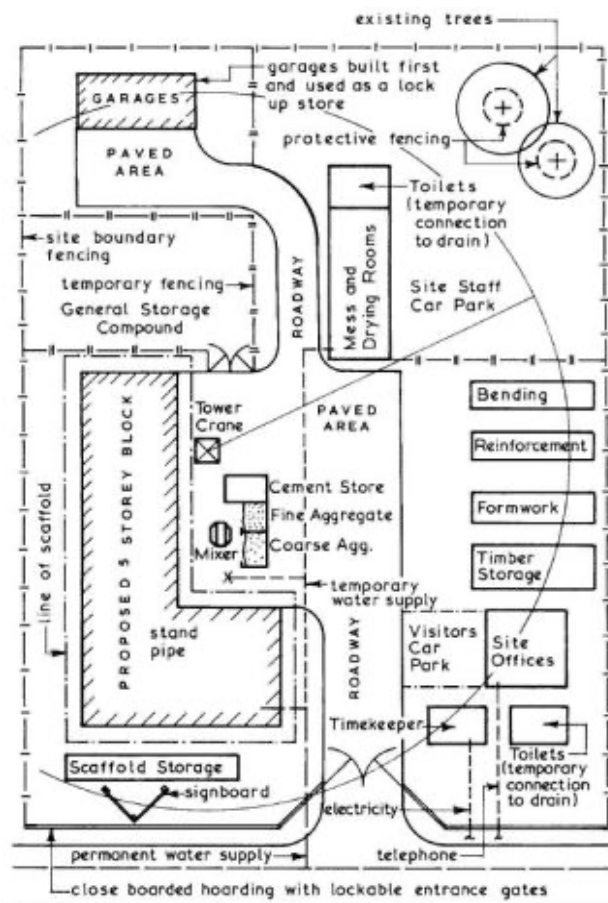 existing trees
garages built first
and used as a lock
up store
GARAGES
protective fencing
PAVED
AREA
Toilets
(temporary
connection
to drain)
site boundary
fencing
temporary fencing
General Storage
Compound
ROADWAY
Mess and
Drying Rooms
Site Staff
Car Park
Tower
Crane
PAVED
AREA
Bending
Reinforcement
Cement Store
Fine Aggregate
Coarse Agg.
Mixer
Formwork
Timber
Storage
line of scaffold
PROPOSED 5 STOREY BLOCK
temporary
water supply
stand
pipe
ROADWAY
Visitors
Car
Park
Site
Offices
Timekeeper
Toilets
(temporary
connection
to drain)
Scaffold Storage
signboard
electricity
permanent water supply
telephone
close boarded hoarding with lockable entrance gates